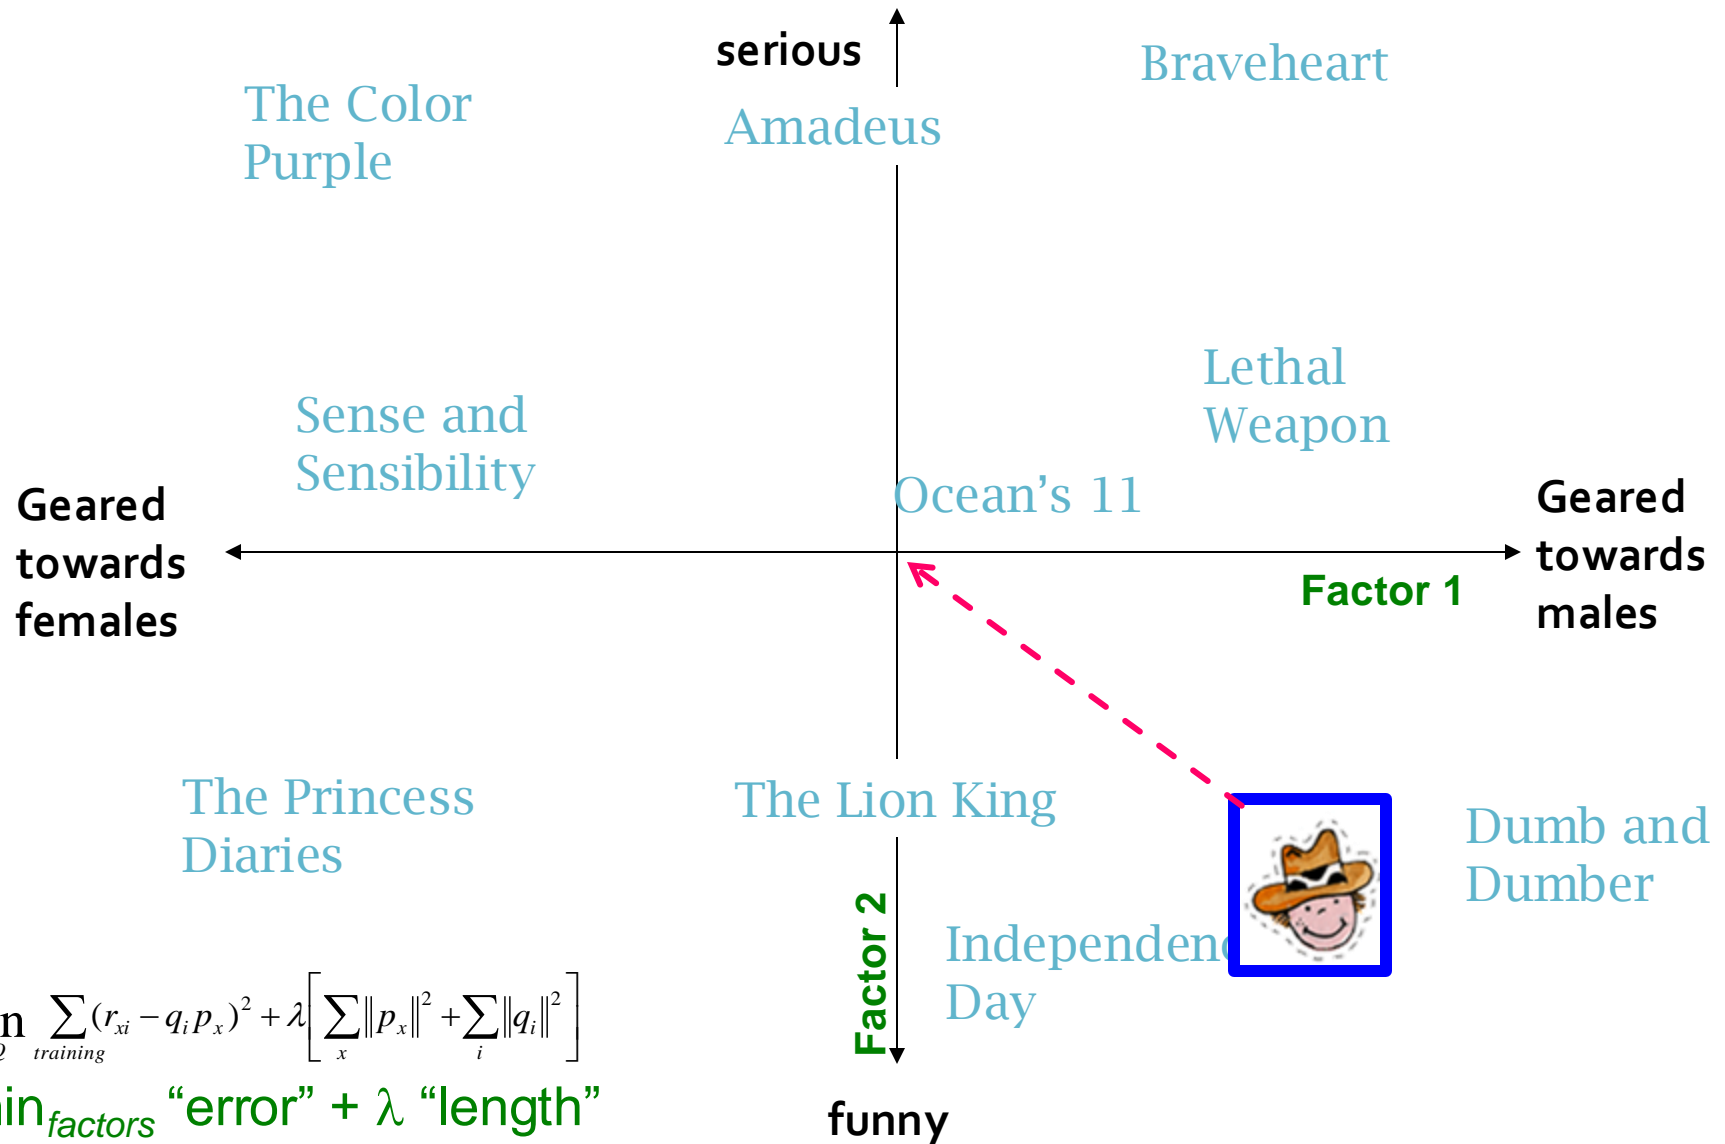 serious
Braveheart
The Color
Purple
Amadeus
Lethal
Weapon
Sense and
Sensibility
Ocean’s 11
Geared
towards
females
Geared
towards
males
Factor 1
The Princess
Diaries
The Lion King
Dumb and
Dumber
Factor 2
Independenc
Day
n Σ (r_xi − q_i p_x)² + λ[ Σ ‖p_x‖² + Σ ‖q_i‖² ]
Q training x i
in factors “error” + λ “length”
funny